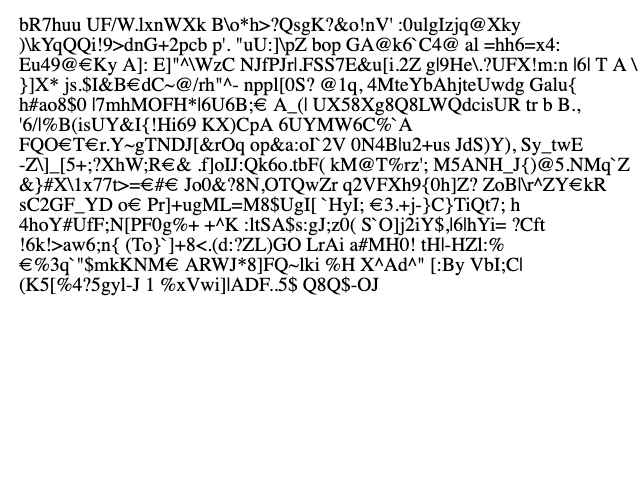 bR7huu UF/W.lxnWXk B\o*h>?QsgK?&o!nV' :0ulgIzjq@Xky
)\kYqQQi!9>dnG+2pcb p'. "uU:]\pZ bop GA@k6`C4@ al =hh6=x4:
Eu49@€Ky A]: E]"^\WzC NJfPJrl.FSS7E&u[i.2Z g|9He\.?UFX!m:n |6| T A \
}]X* js.$I&B€dC~@/rh"^- nppl[0S? @1q, 4MteYbAhjteUwdg Galu{
h#ao8$0 |7mhMOFH*|6U6B;€ A_(| UX58Xg8Q8LWQdcisUR tr b B.,
'6/|%B(isUY&I{!Hi69 KX)CpA 6UYMW6C%`A
FQO€T€r.Y~gTNDJ[&rOq op&a:oI`2V 0N4B|u2+us JdS)Y), Sy_twE
-Z\]_[5+;?XhW;R€& .f]oIJ:Qk6o.tbF( kM@T%rz'; M5ANH_J{)@5.NMq`Z
&}#X\1x77t>=€#€ Jo0&?8N,OTQwZr q2VFXh9{0h]Z? ZoB|\r^ZY€kR
sC2GF_YD o€ Pr]+ugML=M8$UgI[ `HyI; €3.+j-}C}TiQt7; h
4hoY#UfF;N[PF0g%+ +^K :ltSA$s:gJ;z0( S`O]j2iY$,|6|hYi= ?Cft
!6k!>aw6;n{ (To}`]+8<.(d:?ZL)GO LrAi a#MH0! tH|-HZl:%
€%3q`"$mkKNM€ ARWJ*8]FQ~lki %H X^Ad^" [:By VbI;C|
(K5[%4?5gyl-J 1 %xVwi]|ADF..5$ Q8Q$-OJ